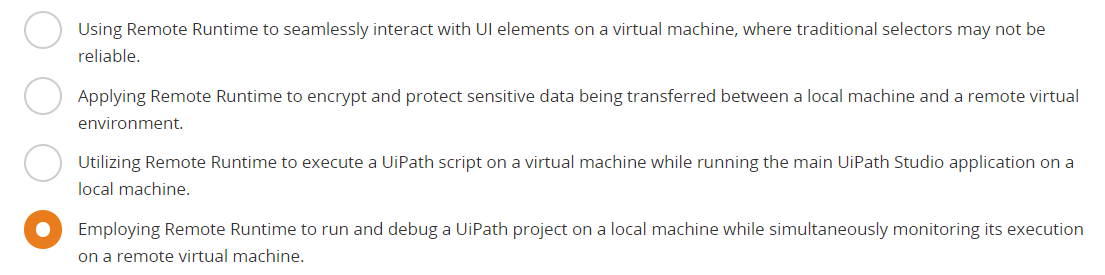 Using Remote Runtime to seamlessly interact with UI elements on a virtual machine, where traditional selectors may not be
reliable.
Applying Remote Runtime to encrypt and protect sensitive data being transferred between a local machine and a remote virtual
environment.
Utilizing Remote Runtime to execute a UiPath script on a virtual machine while running the main UiPath Studio application on a
local machine.
Employing Remote Runtime to run and debug a UiPath project on a local machine while simultaneously monitoring its execution
on a remote virtual machine.